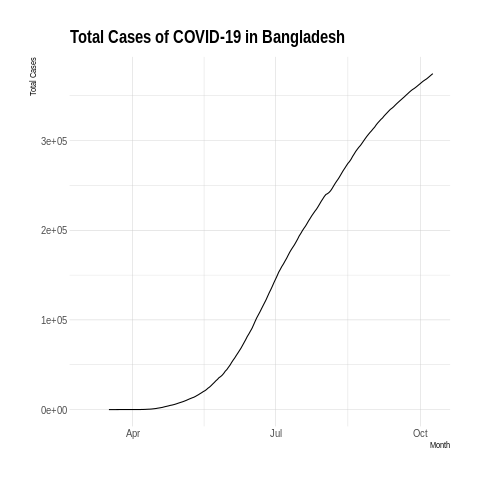 Total Cases of COVID-19 in Bangladesh
Total Cases
3e+05
2e+05
1e+05
0e+00
Apr Jul Oct
Month